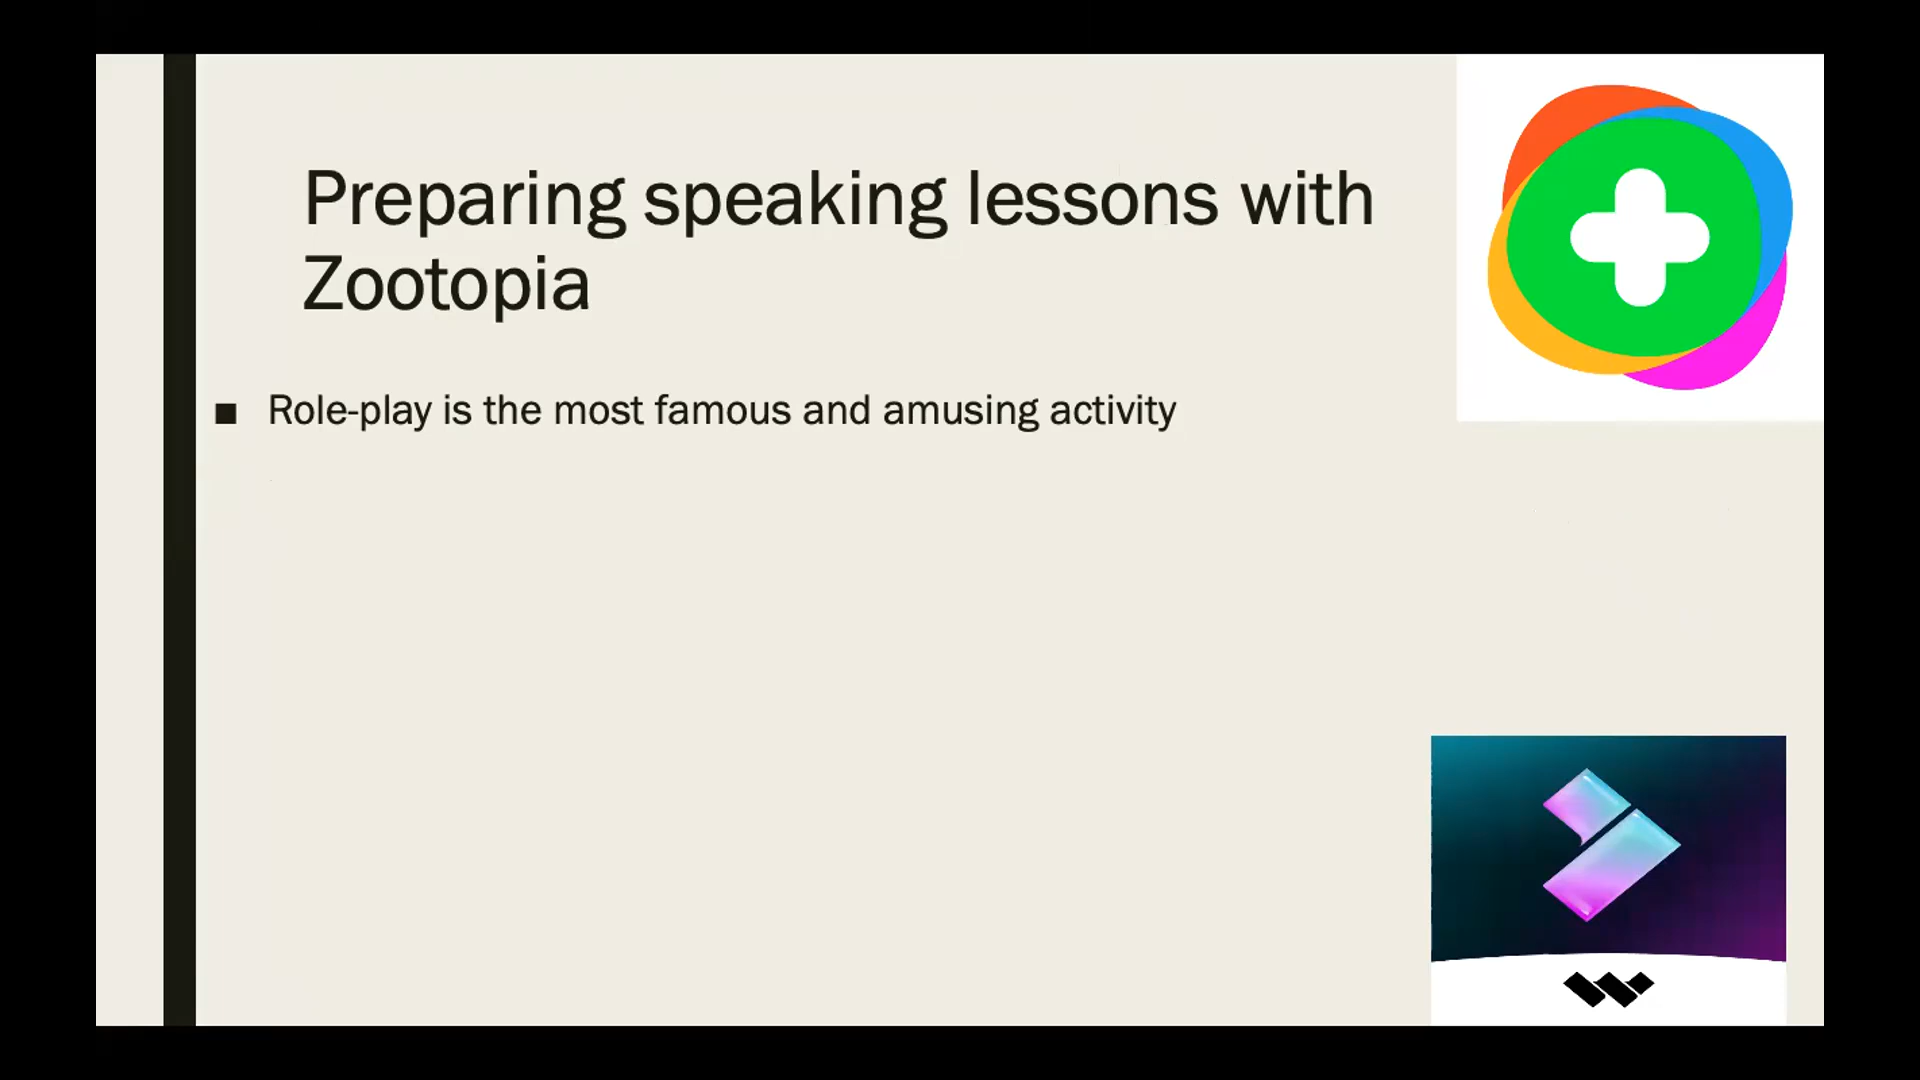 Preparing speaking lessons with
Zootopia
■ Role-play is the most famous and amusing activity